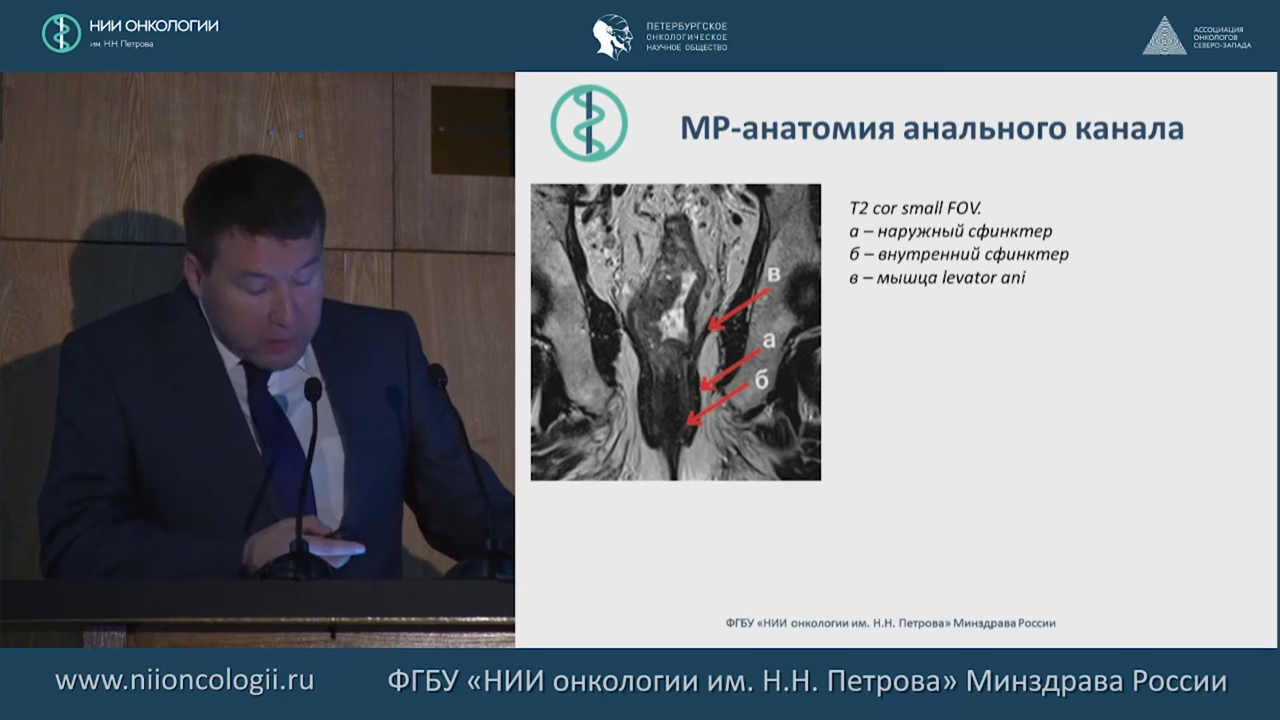 НИИ ОНКОЛОГИИ
им. Н.Н. Петрова
ПЕТЕРБУРГСКОЕ
ОНКОЛОГИЧЕСКОЕ
НАУЧНОЕ ОБЩЕСТВО
АССОЦИАЦИЯ
ОНКОЛОГОВ
СЕВЕРО-ЗАПАДА
МР-анатомия анального канала
T2 cor small FOV.
а – наружный сфинктер
б – внутренний сфинктер
в – мышца levator ani
в
а
б
ФГБУ «НИИ онкологии им. Н.Н. Петрова» Минздрава России
www.niioncologii.ru
ФГБУ «НИИ онкологии им. Н.Н. Петрова» Минздрава России